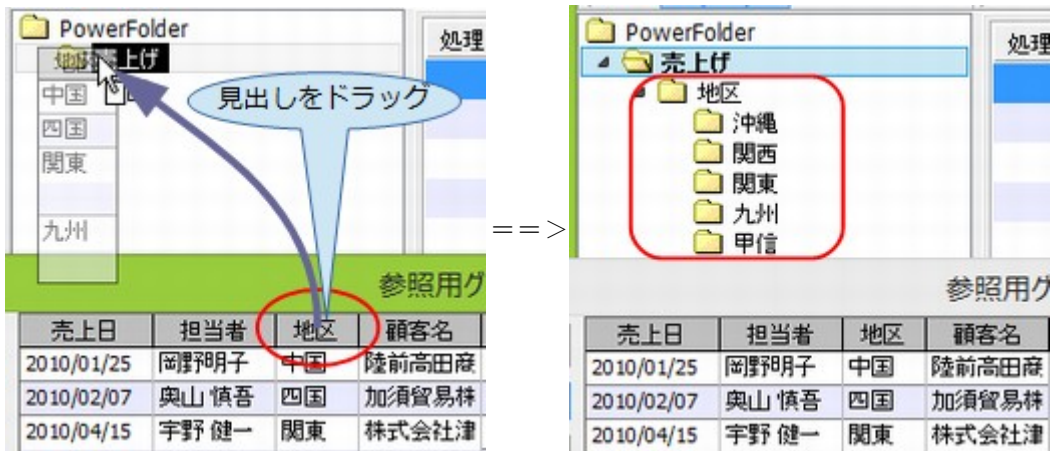 PowerFolder
処理
地区 売上げ
中国
四国
関東
九州
見出しをドラッグ
参照用グ
売上日 担当者 地区 顧客名
2010/01/25 岡野明子 中国 陸前高田商
2010/02/07 奥山 慎吾 四国 加須貿易株
2010/04/15 宇野 健一 関東 株式会社津
==>
PowerFolder
処理
売上げ
地区
沖縄
関西
関東
九州
甲信
参照用グ
売上日 担当者 地区 顧客名
2010/01/25 岡野明子 中国 陸前高田商
2010/02/07 奥山 慎吾 四国 加須貿易株
2010/04/15 宇野 健一 関東 株式会社津